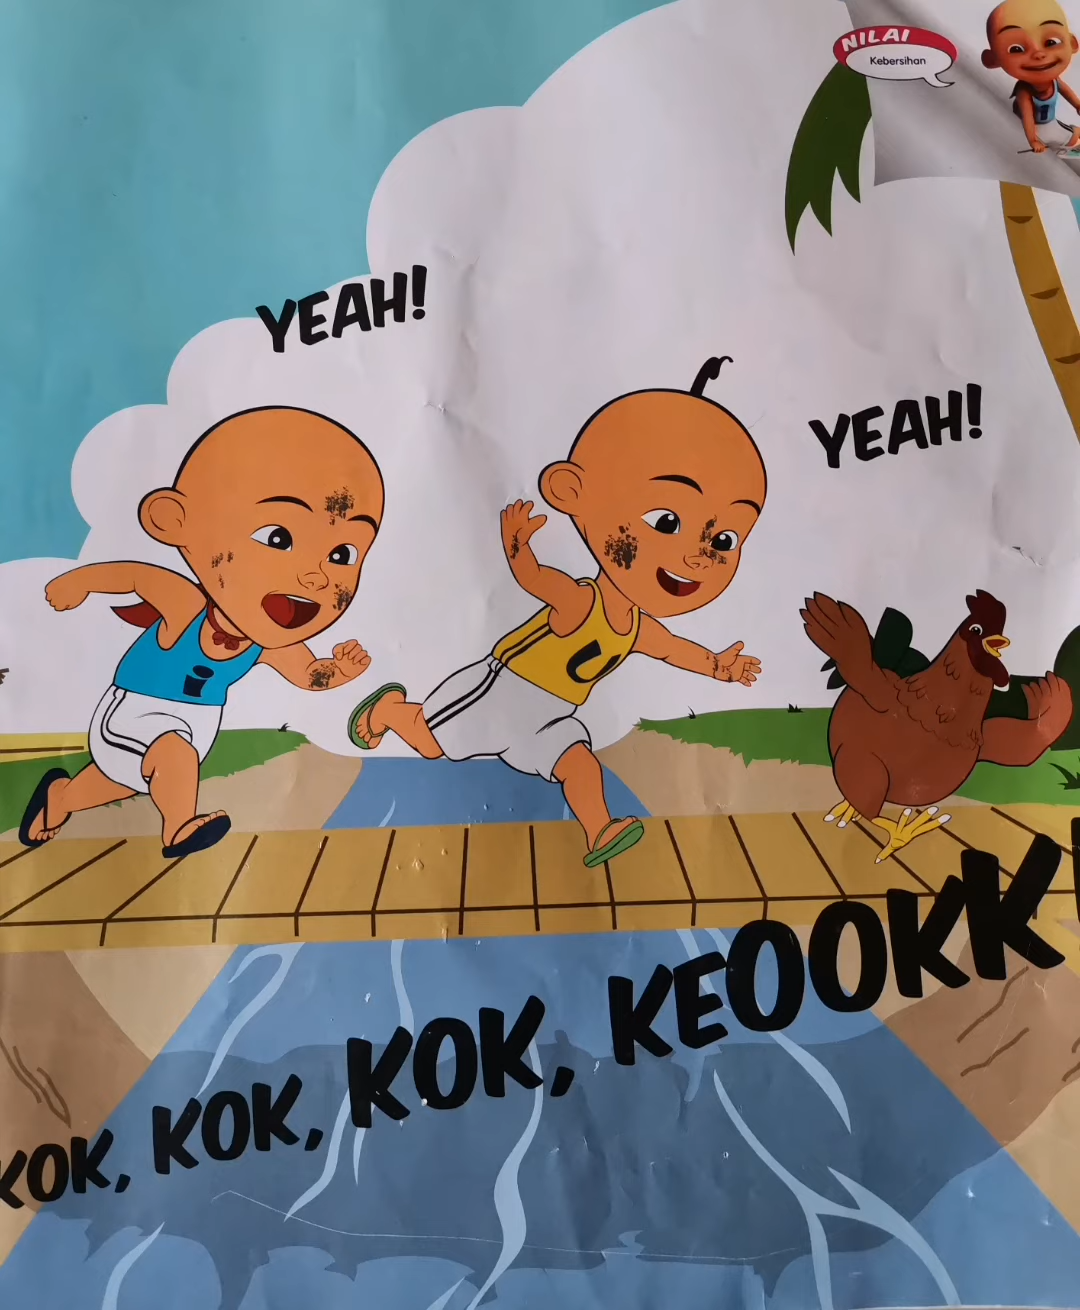 NILAI
Kebersihan
YEAH!
YEAH!
i
U
KOK, KOK, KOK, KEOOKK